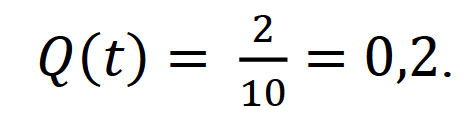 Q(t) = 2/10 = 0,2.